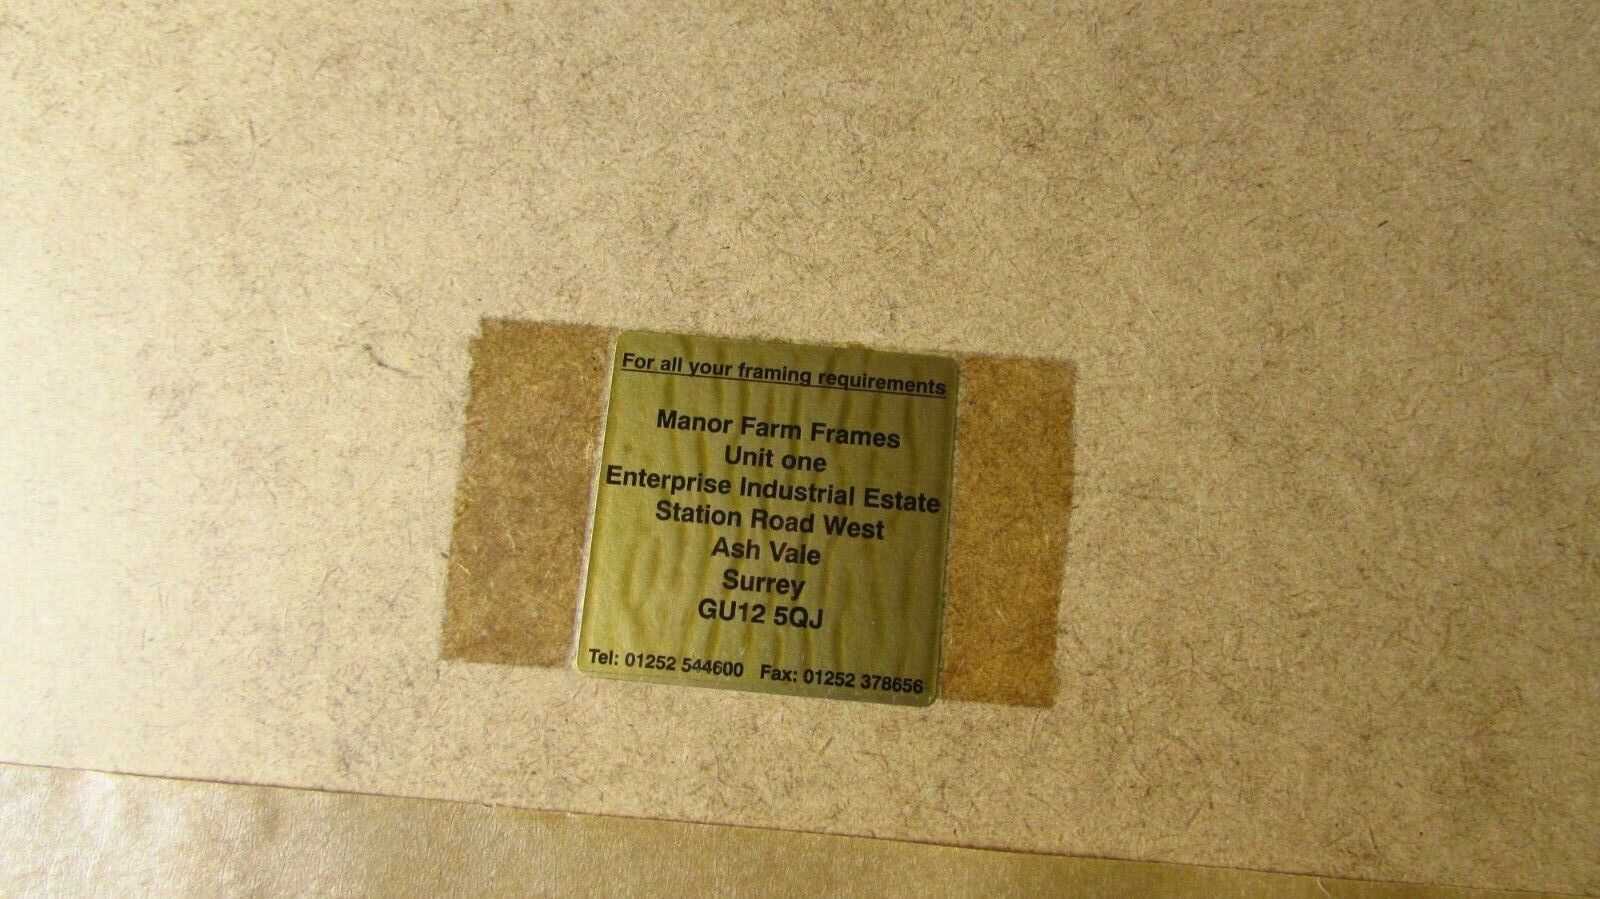 For all your framing requirements
Manor Farm Frames
Unit one
Enterprise Industrial Estate
Station Road West
Ash Vale
Surrey
GU12 5QJ
Tel: 01252 544600 Fax: 01252 378656